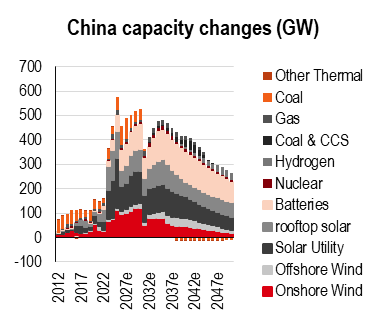 China capacity changes (GW)
700
600
500
400
300
200
100
0
-100
2012
2017
2022
2027e
2032e
2037e
2042e
2047e
Other Thermal
Coal
Gas
Coal & CCS
Hydrogen
Nuclear
Batteries
rooftop solar
Solar Utility
Offshore Wind
Onshore Wind